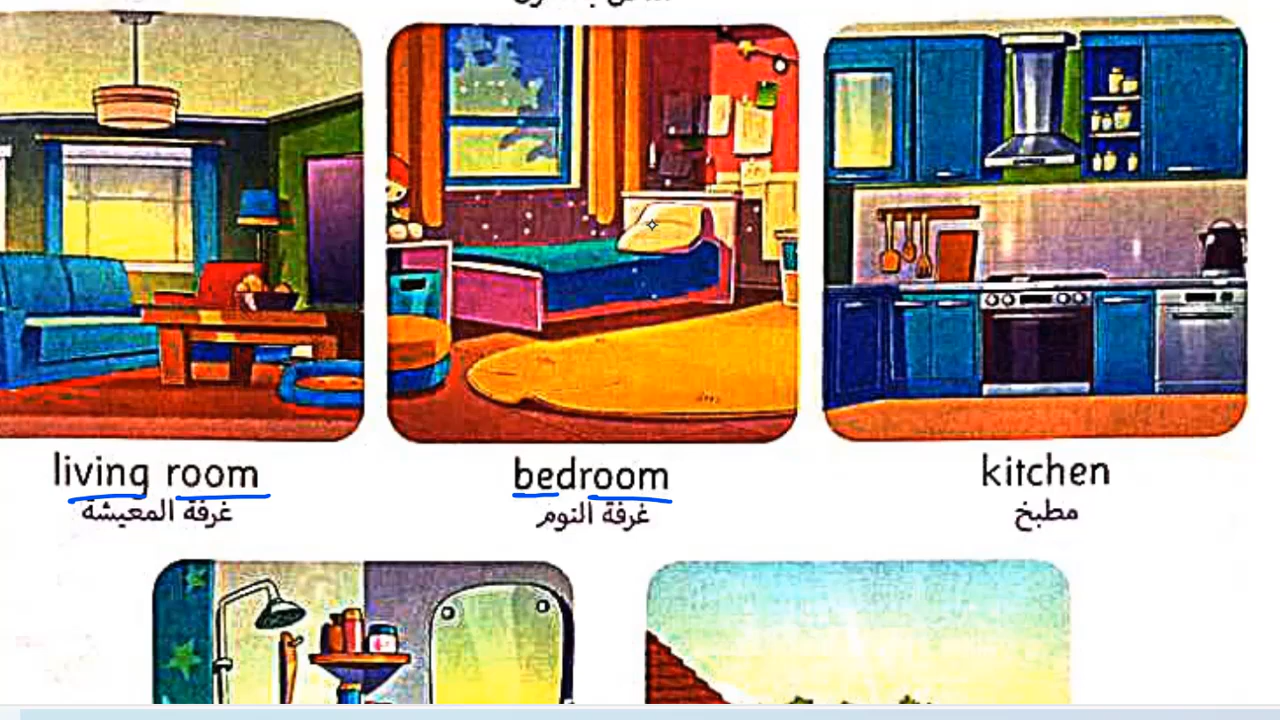 living room
غرفة المعيشة
bedroom
غرفة النوم
kitchen
مطبخ